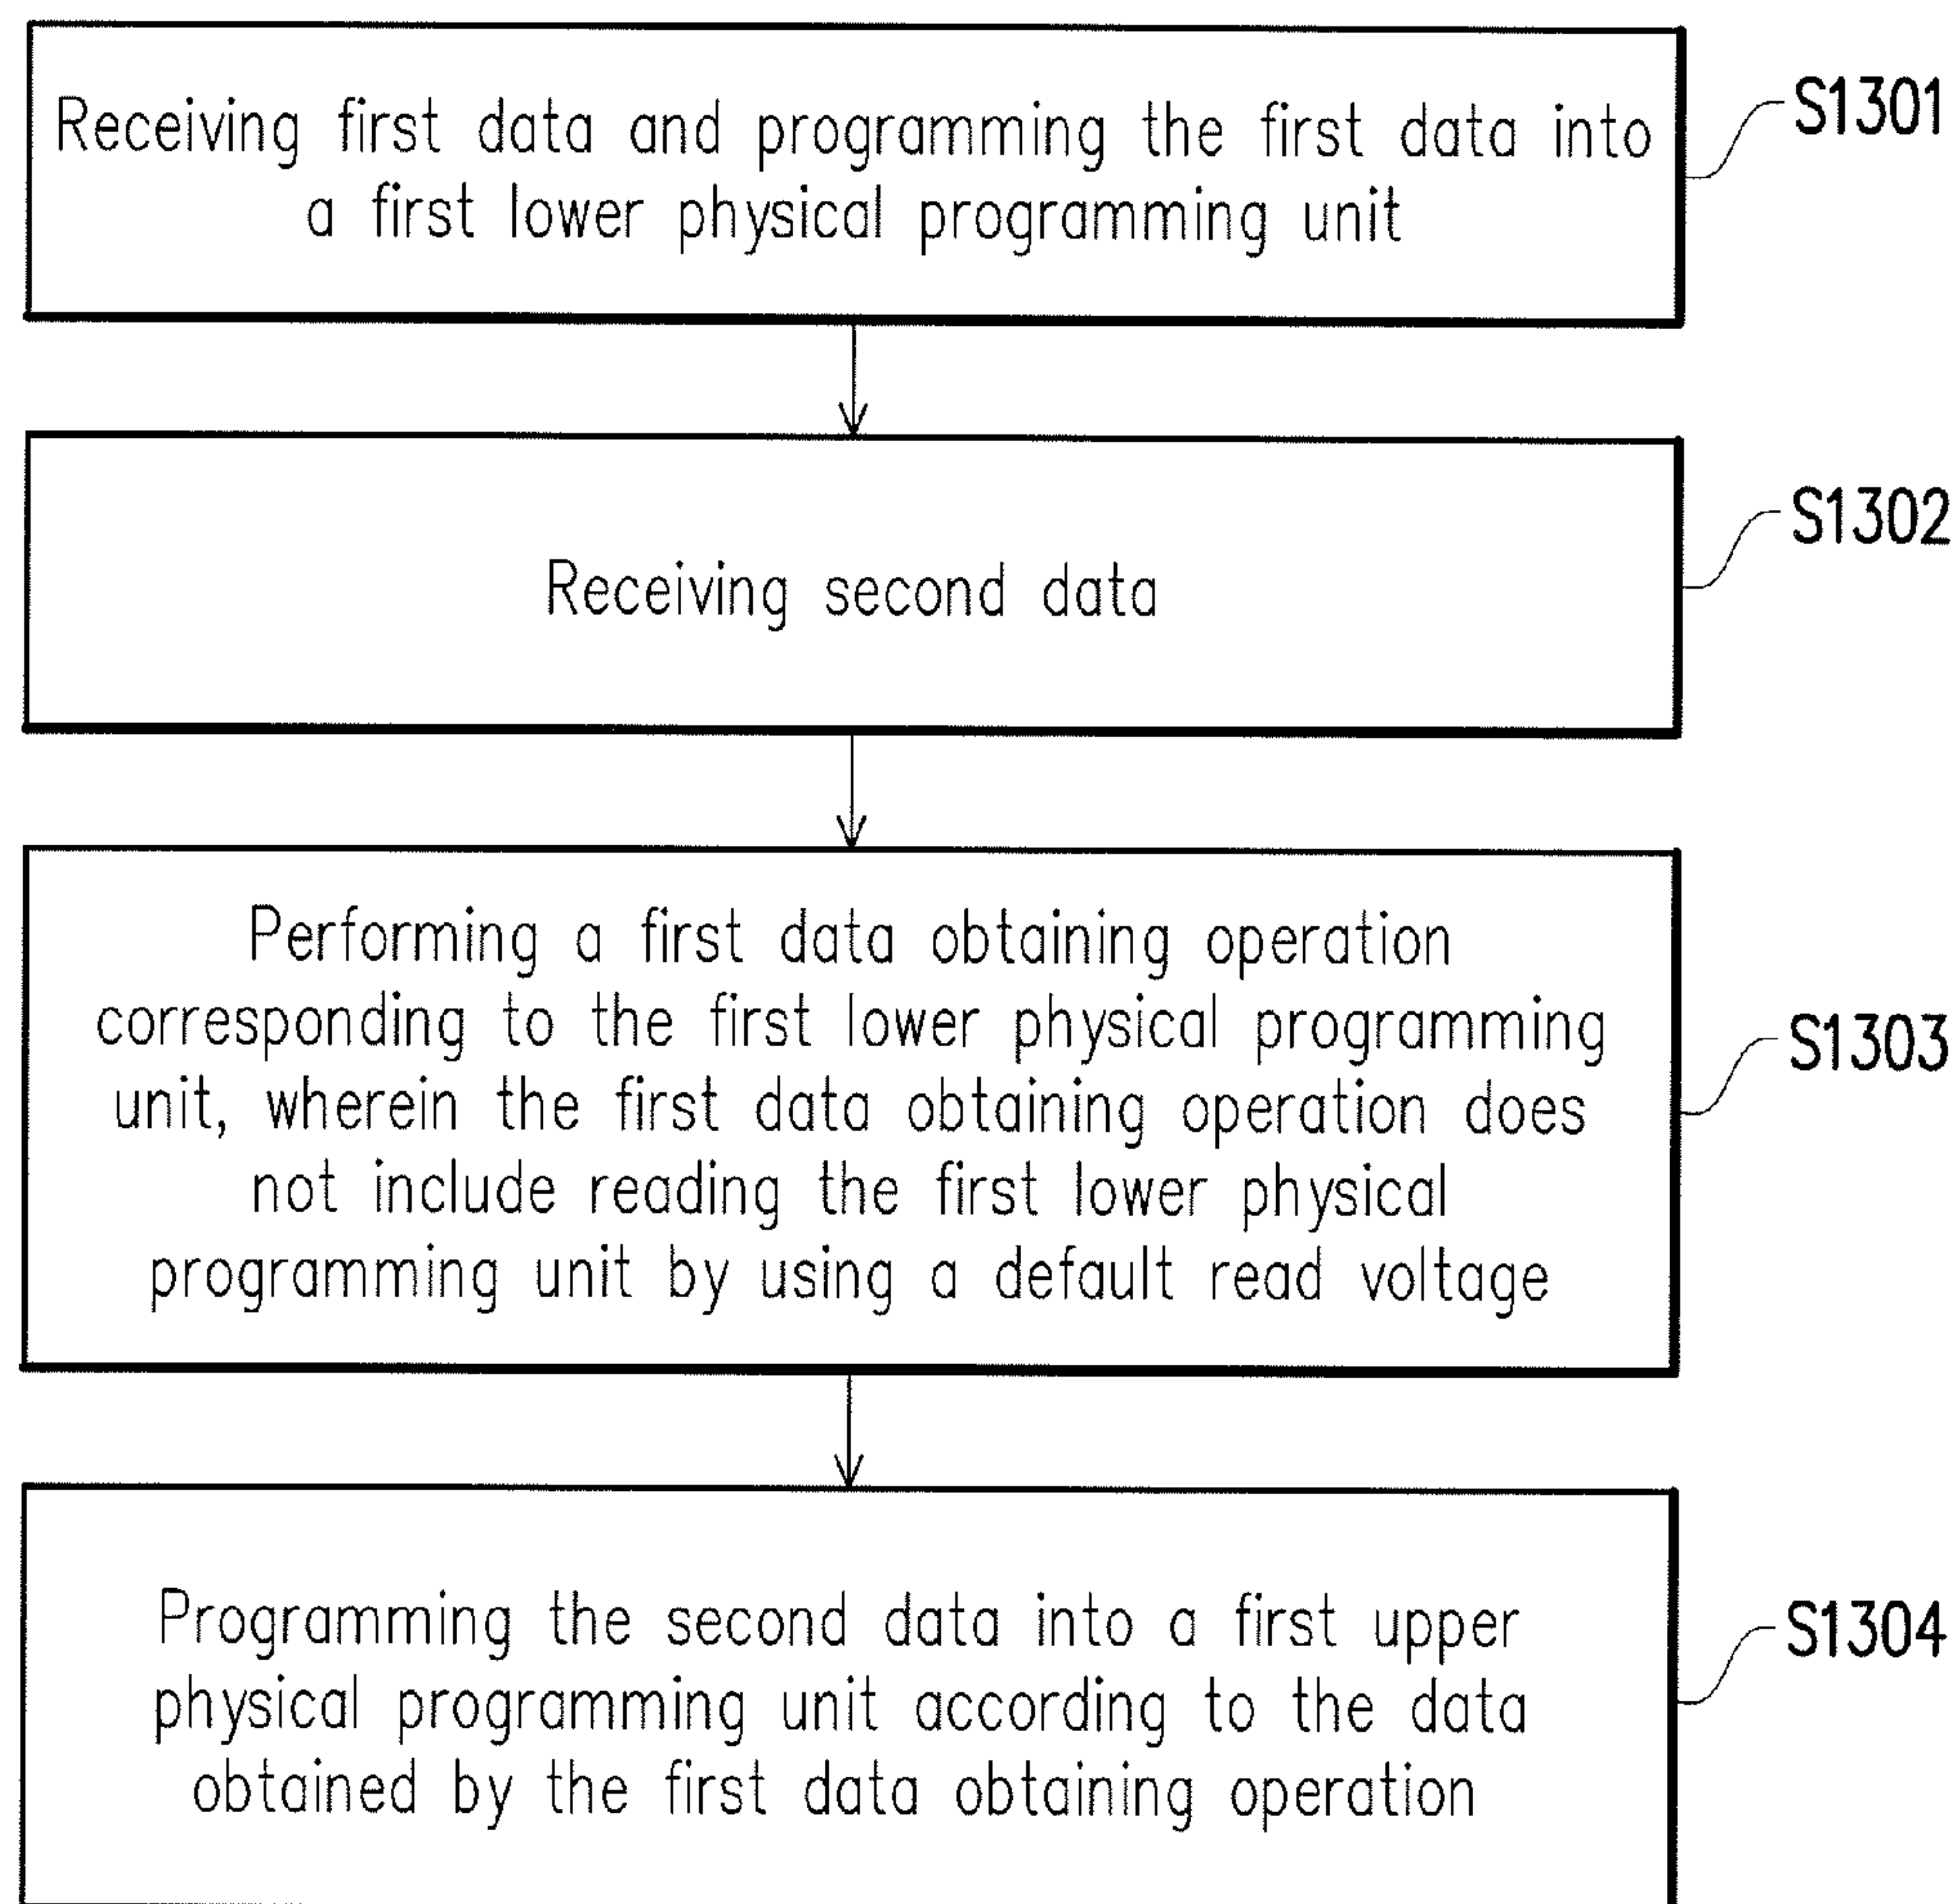 Receiving first data and programming the first data into
a first lower physical programming unit
S1301
Receiving second data
S1302
Performing a first data obtaining operation
corresponding to the first lower physical programming
unit, wherein the first data obtaining operation does
not include reading the first lower physical
programming unit by using a default read voltage
S1303
Programming the second data into a first upper
physical programming unit according to the data
obtained by the first data obtaining operation
S1304